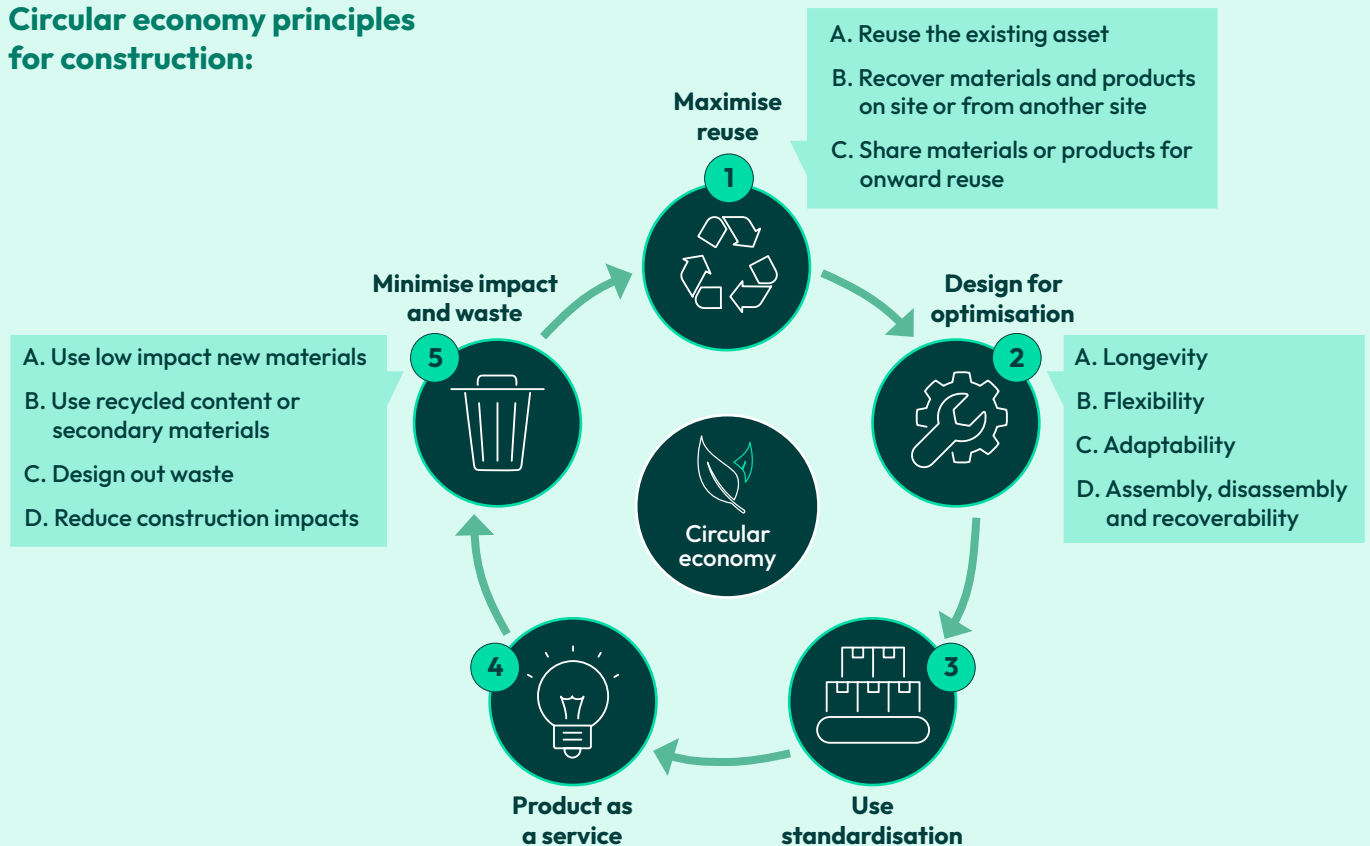 Circular economy principles
for construction:
Maximise
reuse
1
A. Reuse the existing asset
B. Recover materials and products
on site or from another site
C. Share materials or products for
onward reuse
Design for
optimisation
2
A. Longevity
B. Flexibility
C. Adaptability
D. Assembly, disassembly
and recoverability
3
Use
standardisation
4
Product as
a service
Minimise impact
and waste
5
A. Use low impact new materials
B. Use recycled content or
secondary materials
C. Design out waste
D. Reduce construction impacts
Circular
economy